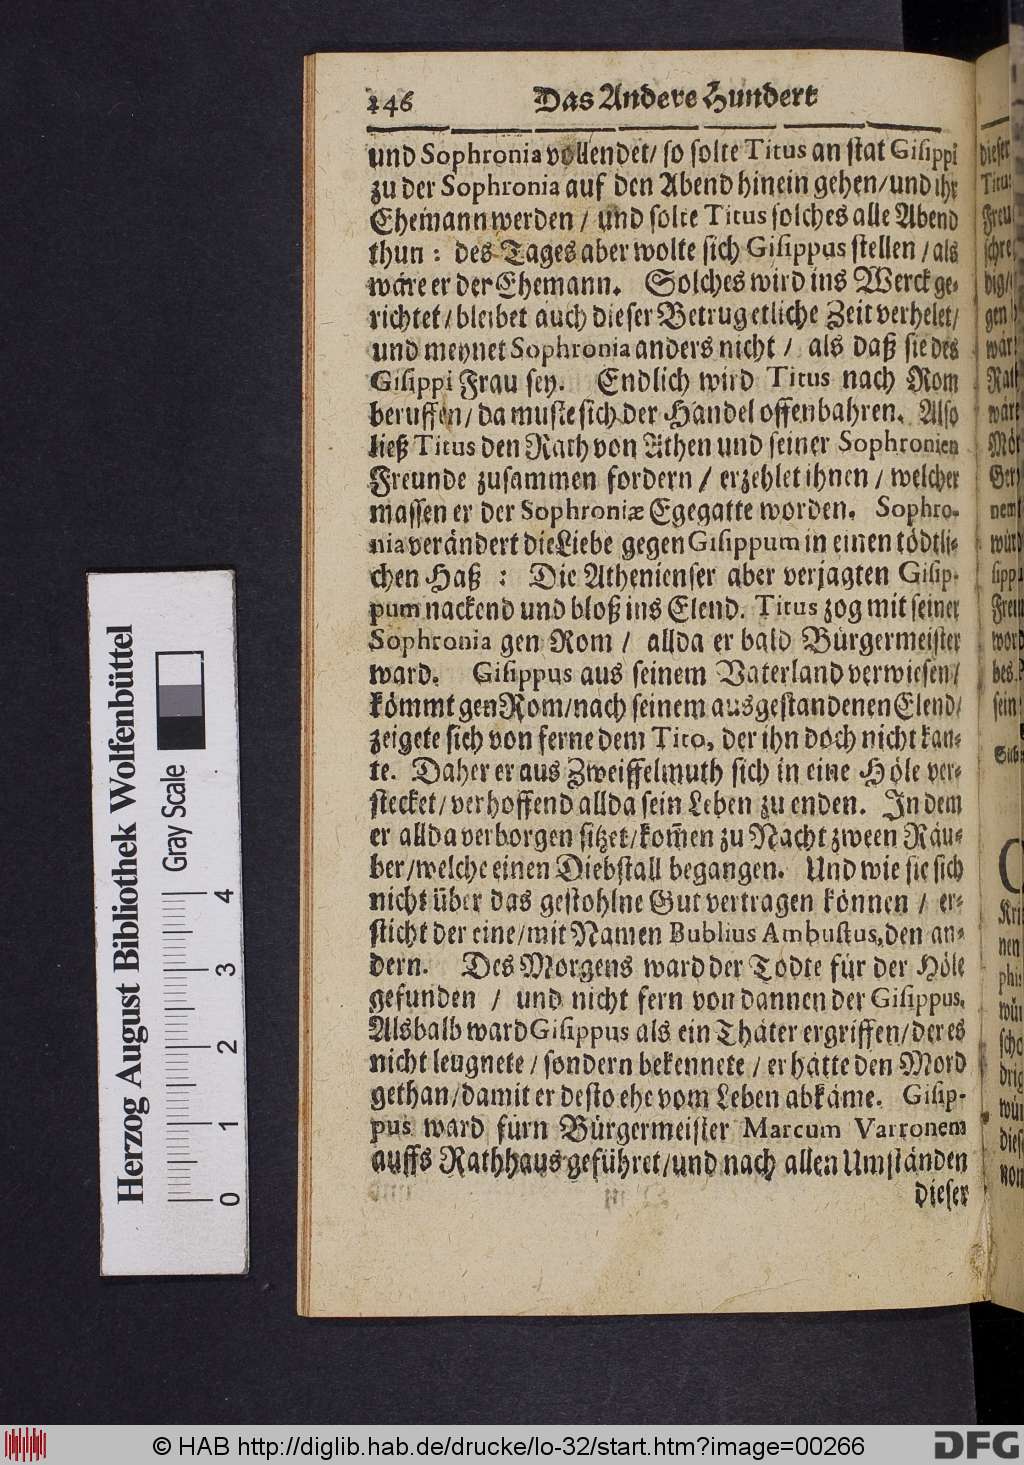 246 Das Andere Hundert
und Sophronia vollendet/ so solte Titus an stat Gisippi
zu der Sophronia auf den Abend hinein gehen/und ihr
Ehemann werden / und solte Titus solches alle Abend
thun : des Tages aber wolte sich Gisippus stellen / als
wäre er der Ehemann. Solches wird ins Werck ge-
richtet / bleibet auch dieser Betrug etliche Zeit verhelet/
und meynet Sophronia anders nicht / als daß sie des
Gisippi Frau sey. Endlich wird Titus nach Rom
beruffen/ da muste sich der Handel offenbahren. Also
ließ Titus den Rath von Athen und seiner Sophronien
Freunde zusammen fordern / erzehlet ihnen / welcher
massen er der Sophroniæ Egegatte worden. Sophro-
nia verändert die Liebe gegen Gisippum in einen tödtli-
chen Haß : Die Athenienser aber verjagten Gisip-
pum nackend und bloß ins Elend. Titus zog mit seiner
Sophronia gen Rom / allda er bald Bürgermeister
ward. Gisippus aus seinem Vaterland verwiesen/
kömmt gen Rom/nach seinem ausgestandenen Elend/
zeigete sich von ferne dem Tito, der ihn doch nicht kan-
te. Daher er aus Zweiffelmuth sich in eine Höle ver-
stecket/ verhoffend allda sein Leben zu enden. In dem
er allda verborgen sitzet/kom̃en zu Nacht zween Räu-
ber/welche einen Diebstall begangen. Und wie sie sich
nicht über das gestohlne Gut vertragen können / er-
sticht der eine/mit Namen Bublius Ambustus, den an-
dern. Des Morgens ward der Todte für der Höle
gefunden / und nicht fern von dannen der Gisippus.
Alsbalb ward Gisippus als ein Thäter ergriffen/der es
nicht leugnete / sondern bekennete / er hätte den Mord
gethan/damit er desto ehe vom Leben abkäme. Gisip-
pus ward fürn Bürgermeister Marcum Varronem
auffs Rathhaus geführet/und nach allen Umständen
dieser
Herzog August Bibliothek Wolfenbüttel
Gray Scale
0 1 2 3 4
© HAB http://diglib.hab.de/drucke/lo-32/start.htm?image=00266
DFG